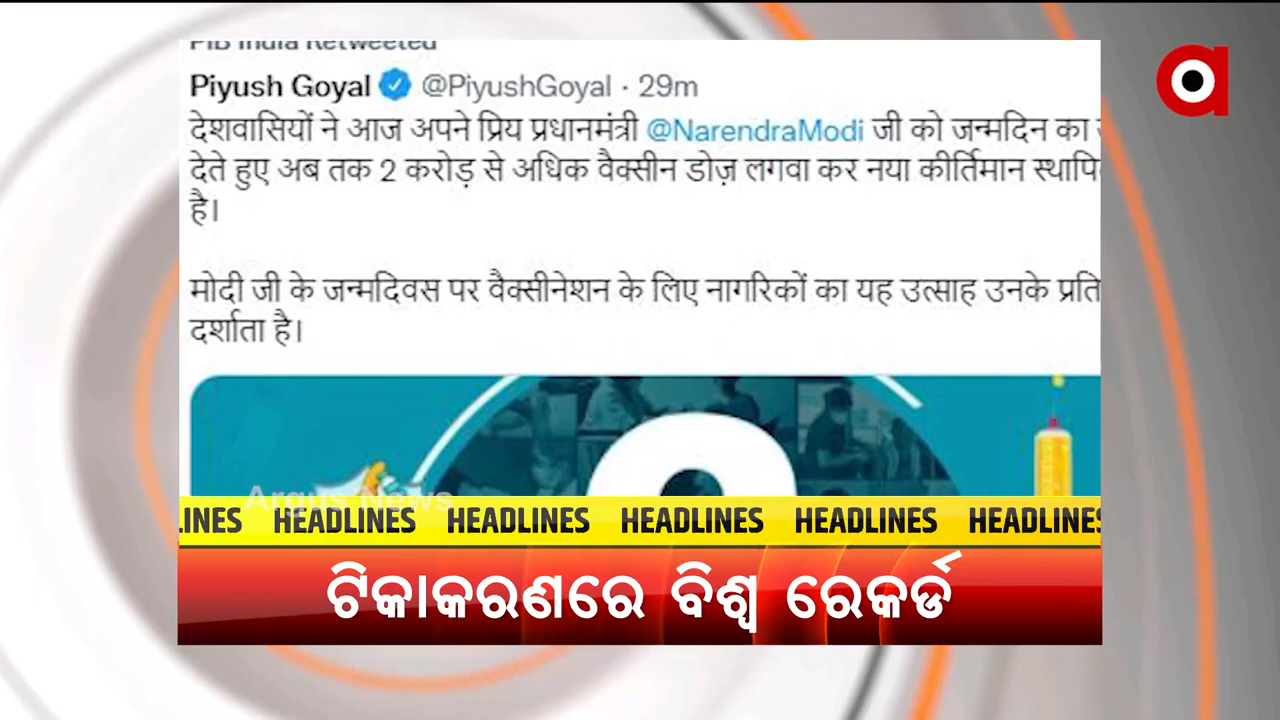 PIB India Retweeted
Piyush Goyal @PiyushGoyal · 29m
देशवासियों ने आज अपने प्रिय प्रधानमंत्री @NarendraModi जी को जन्मदिन का
देते हुए अब तक 2 करोड़ से अधिक वैक्सीन डोज़ लगवा कर नया कीर्तिमान
है।
मोदी जी के जन्मदिवस पर वैक्सीनेशन के लिए नागरिकों का यह उत्साह उनके प्रति
दर्शाता है।
Argus News
HEADLINES HEADLINES HEADLINES HEADLINES HEADLINES
ଟିକାକରଣରେ ବିଶ୍ୱ ରେକର୍ଡ